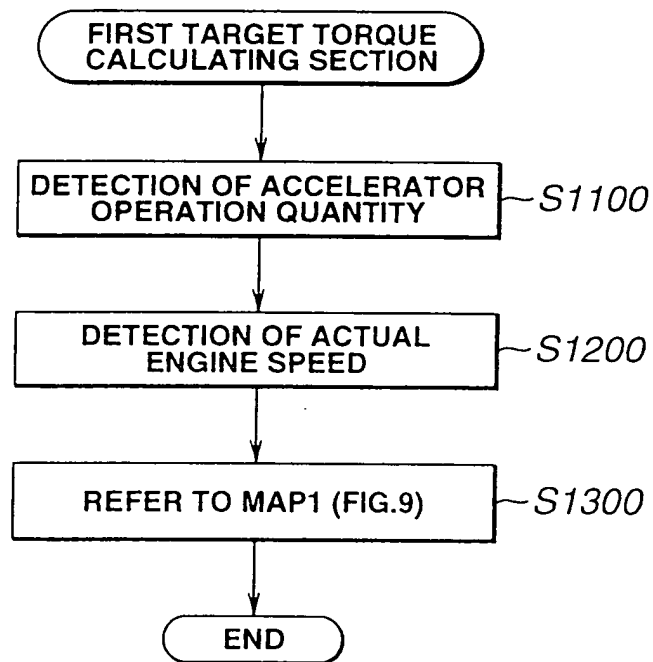 FIRST TARGET TORQUE
CALCULATING SECTION
DETECTION OF ACCELERATOR
OPERATION QUANTITY
S1100
DETECTION OF ACTUAL
ENGINE SPEED
S1200
REFER TO MAP1 (FIG.9)
S1300
END